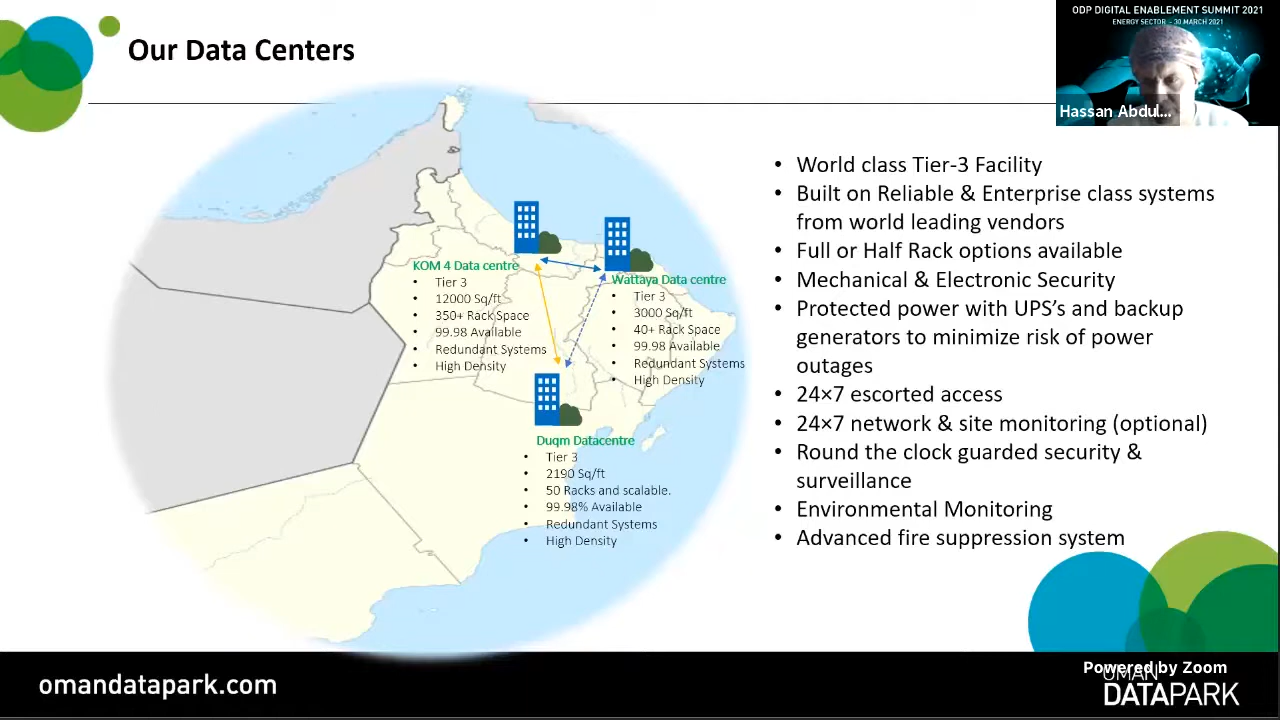 Our Data Centers
ODP DIGITAL ENABLEMENT SUMMIT 2021
ENERGY SECTOR - 30 MARCH 2021
Hassan Abdul...
KOM 4 Data centre
• Tier 3
• 12000 Sq/ft
• 350+ Rack Space
• 99.98 Available
• Redundant Systems
• High Density
Wattaya Data centre
• Tier 3
• 3000 Sq/ft
• 40+ Rack Space
• 99.98 Available
• Redundant Systems
• High Density
Duqm Datacentre
• Tier 3
• 2190 Sq/ft
• 50 Racks and scalable.
• 99.98% Available
• Redundant Systems
• High Density
• World class Tier-3 Facility
• Built on Reliable & Enterprise class systems
from world leading vendors
• Full or Half Rack options available
• Mechanical & Electronic Security
• Protected power with UPS’s and backup
generators to minimize risk of power
outages
• 24×7 escorted access
• 24×7 network & site monitoring (optional)
• Round the clock guarded security &
surveillance
• Environmental Monitoring
• Advanced fire suppression system
omandatapark.com
Powered by Zoom
OMAN
DATAPARK